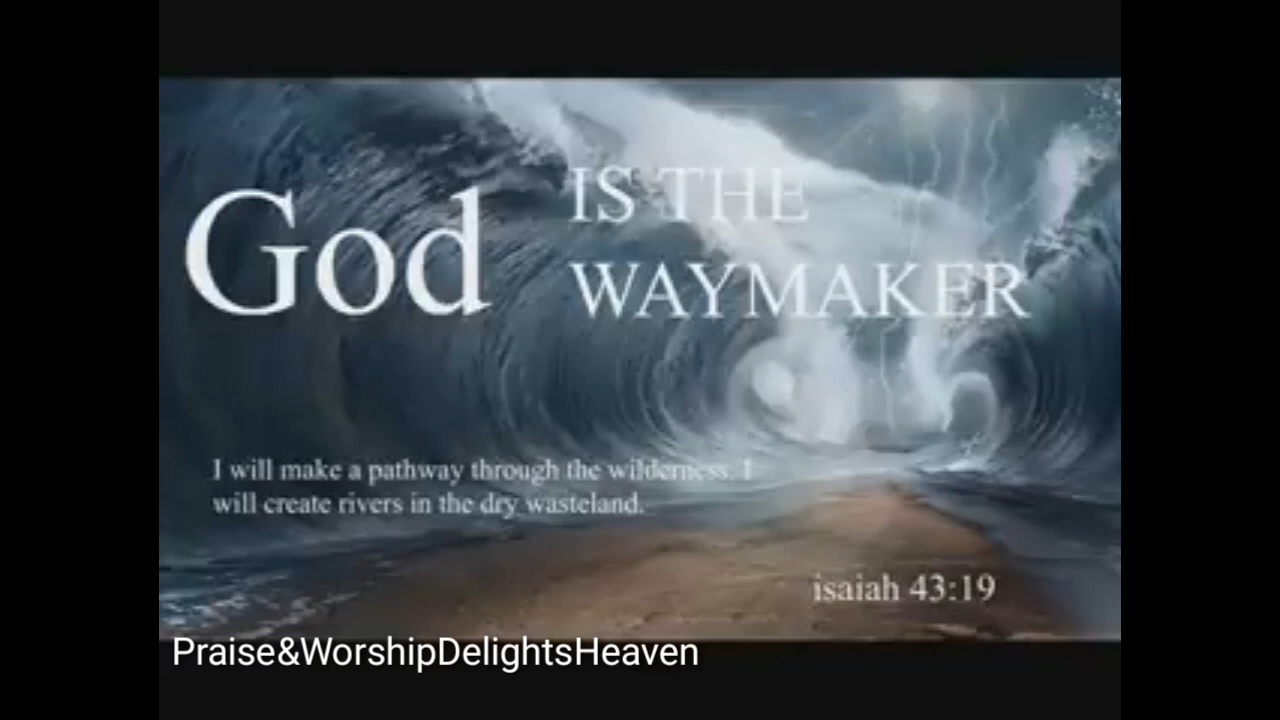 God
IS THE
WAYMAKER
I will make a pathway through the wilderness. I
will create rivers in the dry wasteland.
isaiah 43:19
Praise&WorshipDelightsHeaven